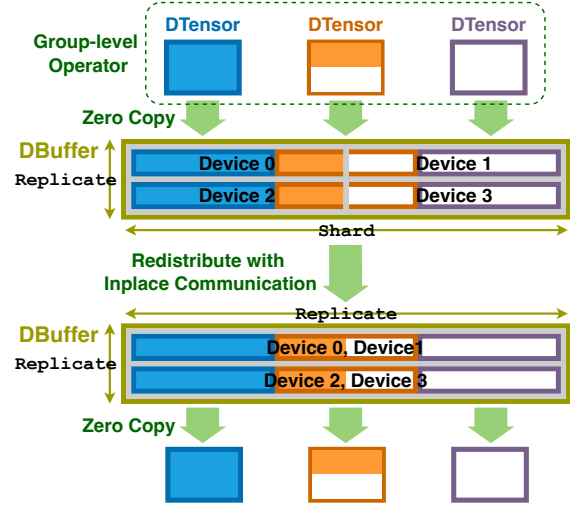 DTensor DTensor DTensor
Group-level
Operator
Zero Copy
DBuffer
Replicate
Device 0 Device 1
Device 2 Device 3
Shard
Redistribute with
Inplace Communication
Replicate
DBuffer
Replicate
Device 0, Device1
Device 2, Device 3
Zero Copy